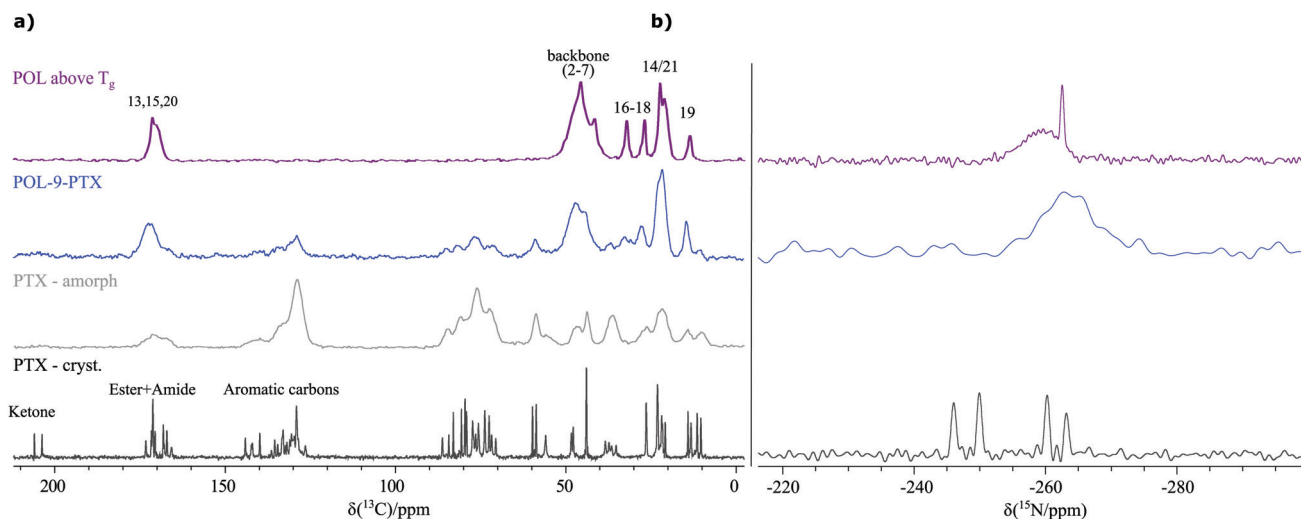 a)
b)
POL above Tg
13,15,20
backbone
(2-7)
16-18
14/21
19
POL-9-PTX
PTX - amorph
PTX - cryst.
Ketone
Ester+Amide
Aromatic carbons
200
150
100
50
0
δ(¹³C)/ppm
-220
-240
-260
-280
δ(¹⁵N/ppm)